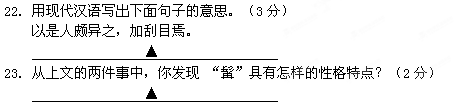 22. 用现代汉语写出下面句子的意思。（3 分）
以是人颇异之，加刮目焉。
▲
23. 从上文的两件事中，你发现 “髯”具有怎样的性格特点？（2 分）
▲